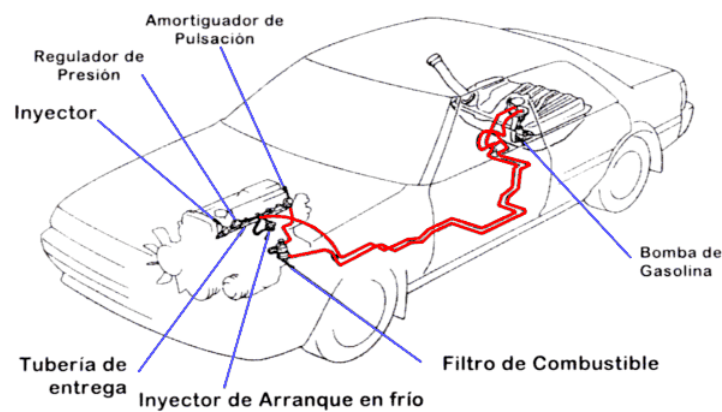 Amortiguador de
Pulsación
Regulador de
Presión
Inyector
Bomba de
Gasolina
Tubería de
entrega
Filtro de Combustible
Inyector de Arranque en frío